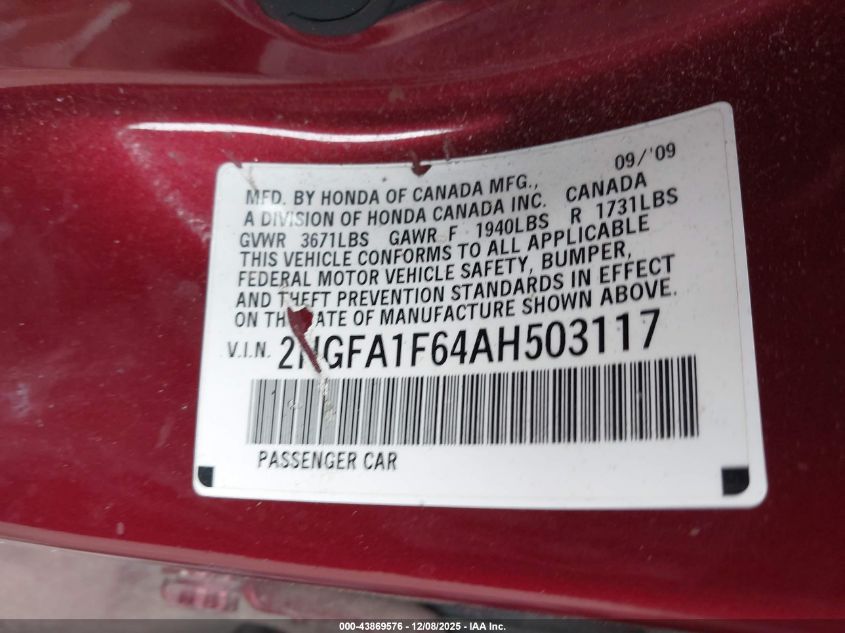 09/'09
MFD. BY HONDA OF CANADA MFG.,
A DIVISION OF HONDA CANADA INC. CANADA
GVWR 3671LBS GAWR F 1940LBS R 1731LBS
THIS VEHICLE CONFORMS TO ALL APPLICABLE
FEDERAL MOTOR VEHICLE SAFETY, BUMPER,
AND THEFT PREVENTION STANDARDS IN EFFECT
ON THE DATE OF MANUFACTURE SHOWN ABOVE.
V.I.N. 2HGFA1F64AH503117
PASSENGER CAR
000-43869576 | 12/08/2025 | IAA Inc.